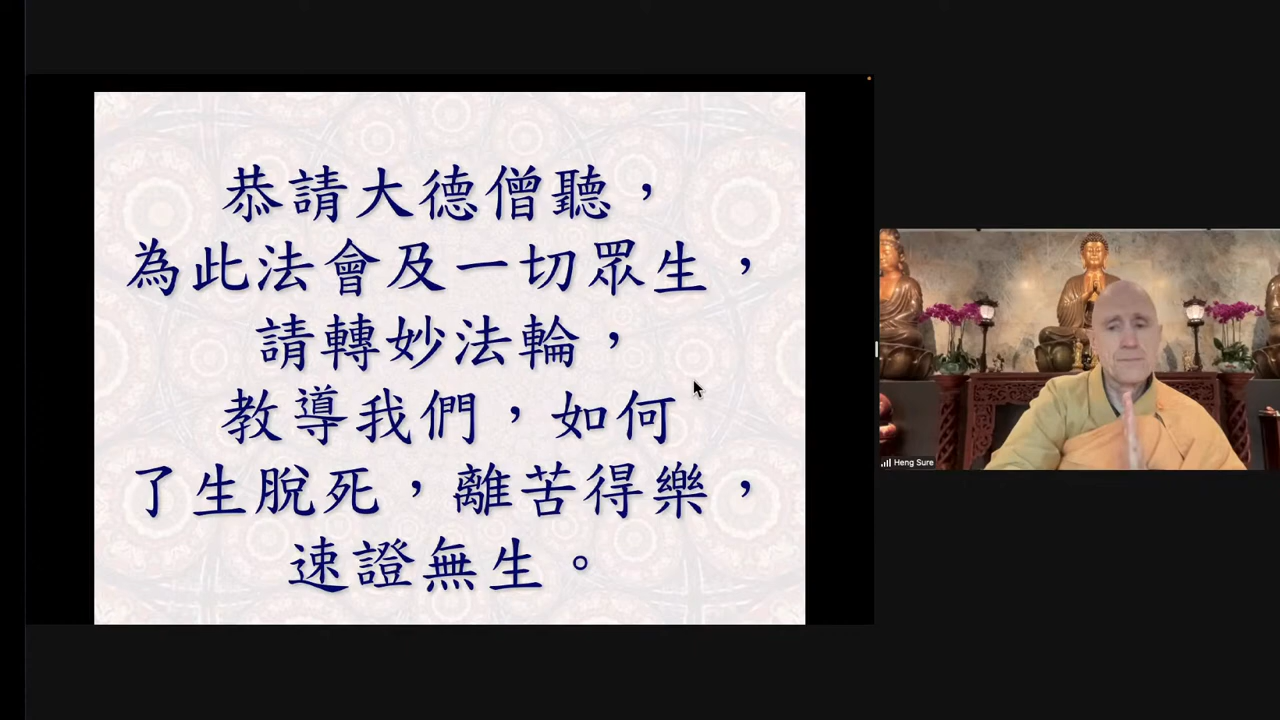 恭請大德僧聽，
為此法會及一切眾生，
請轉妙法輪，
教導我們，如何
了生脫死，離苦得樂，
速證無生。
Heng Sure